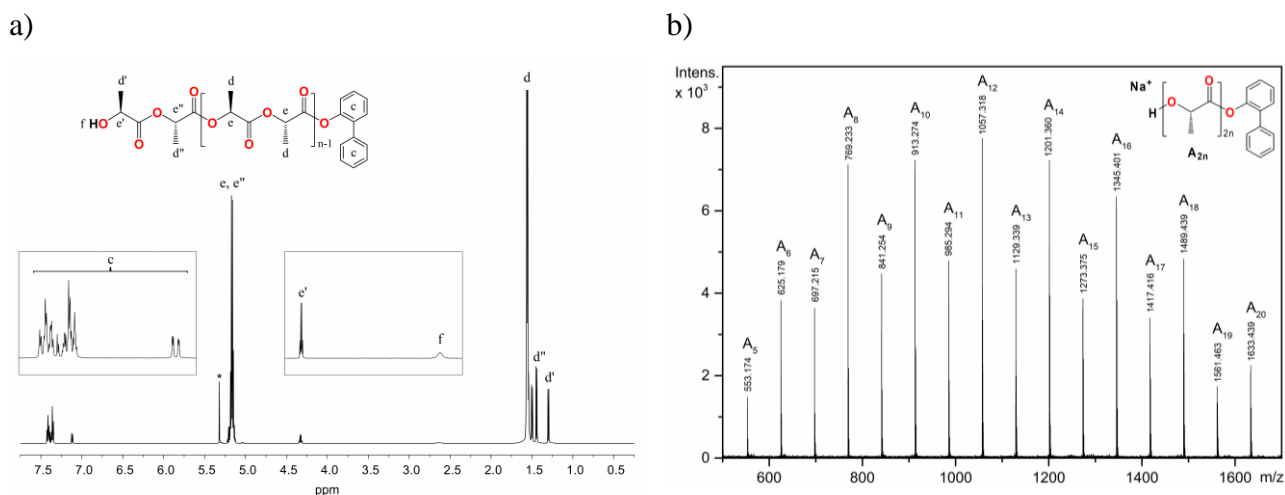 a)
d'
d
O
O
O
e''
O
e
O
e
O
c
f HO
e'
O
O
O
d''
d
n-1
c
e, e''
d
c
e'
f
*
d''
d'
7.5 7.0 6.5 6.0 5.5 5.0 4.5 4.0 3.5 3.0 2.5 2.0 1.5 1.0 0.5
ppm
b)
Intens.
x 10³
8
6
4
2
0
A₅
553.174
A₆
625.179
A₇
697.215
A₈
769.233
A₉
841.254
A₁₀
913.274
A₁₁
985.294
A₁₂
1057.318
A₁₃
1129.339
A₁₄
1201.360
A₁₅
1273.375
A₁₆
1345.401
A₁₇
1417.416
A₁₈
1489.439
A₁₉
1561.463
A₂₀
1633.439
Na⁺
O
O
H
O
2n
A₂ₙ
600 800 1000 1200 1400 1600 m/z